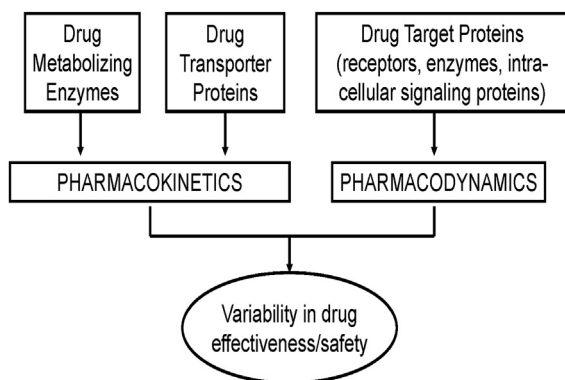 Drug
Metabolizing
Enzymes
Drug
Transporter
Proteins
Drug Target Proteins
(receptors, enzymes, intra-
cellular signaling proteins)
PHARMACOKINETICS
PHARMACODYNAMICS
Variability in drug
effectiveness/safety